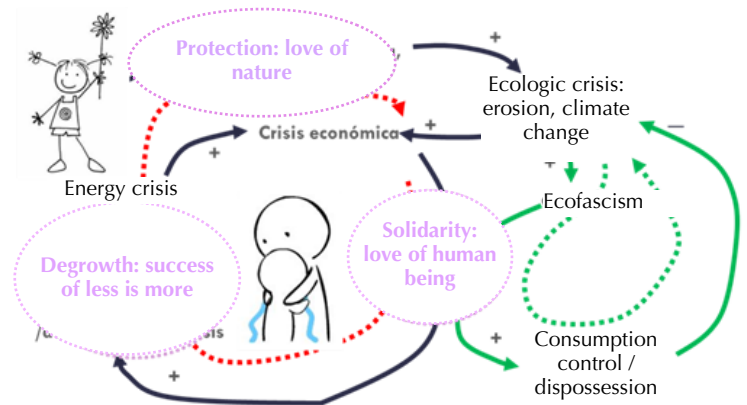 Protection: love of
nature
+
Ecologic crisis:
erosion, climate
change
Crisis económica
+
–
+
+
Energy crisis
Ecofascism
Solidarity:
love of human
being
Degrowth: success
of less is more
sis
+
Consumption
control /
dispossession
+